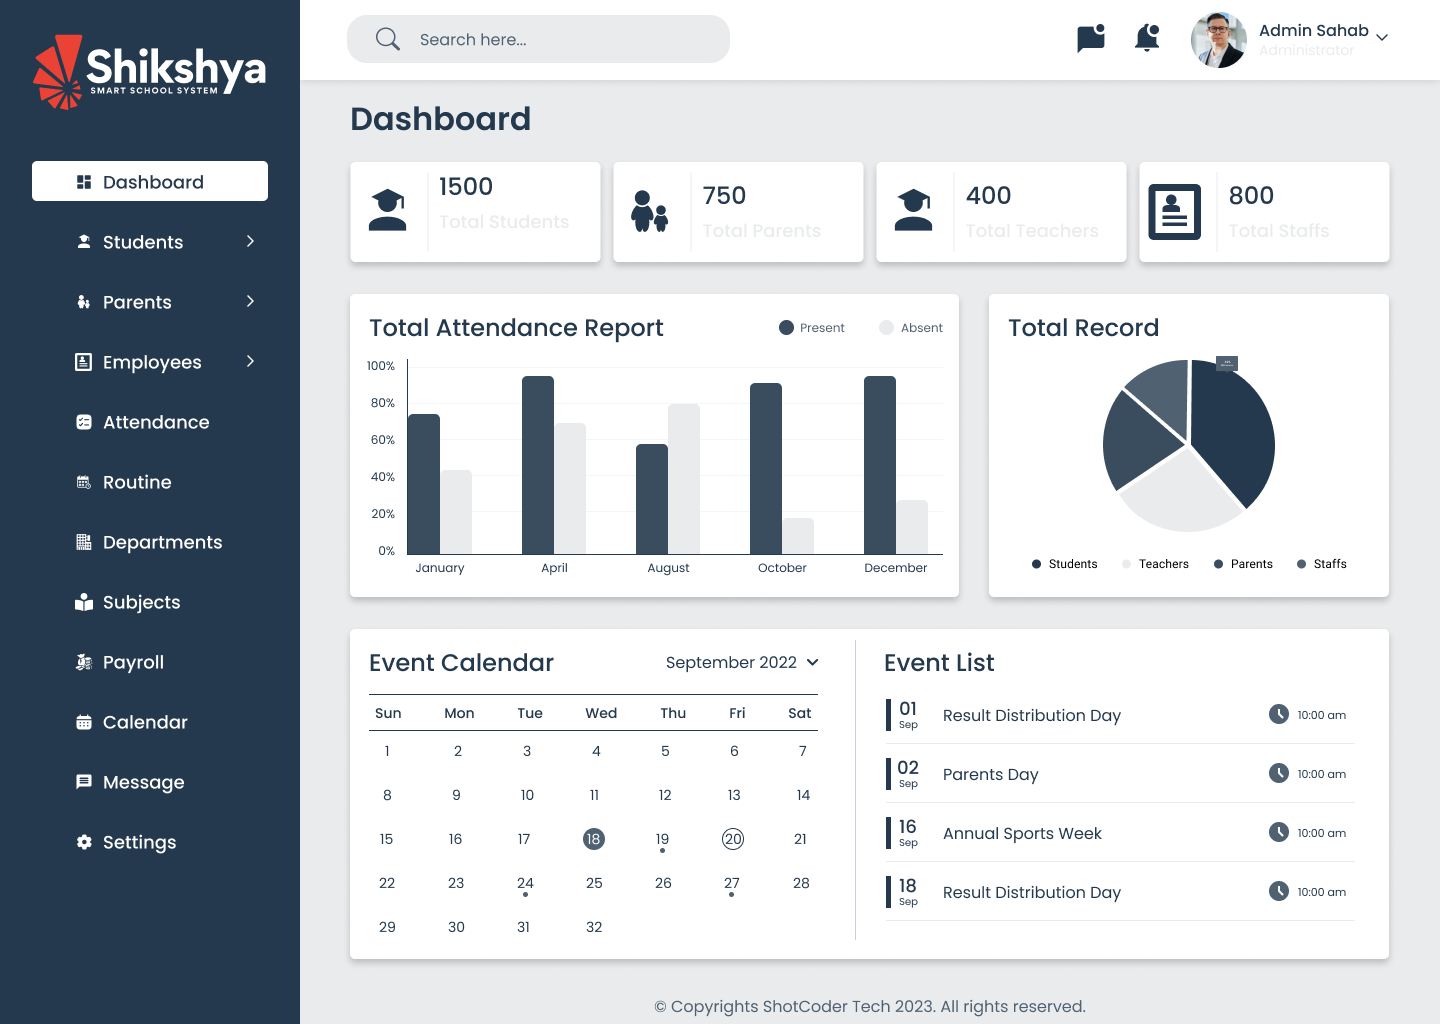 Shikshya
SMART SCHOOL SYSTEM
Search here...
Admin Sahab
Administrator
Dashboard
Students
Parents
Employees
Attendance
Routine
Departments
Subjects
Payroll
Calendar
Message
Settings
Dashboard
1500
Total Students
750
Total Parents
400
Total Teachers
800
Total Staffs
Total Attendance Report
Present Absent
100%
80%
60%
40%
20%
0%
January April August October December
Total Record
Students Teachers Parents Staffs
Event Calendar
September 2022
Sun Mon Tue Wed Thu Fri Sat
1 2 3 4 5 6 7
8 9 10 11 12 13 14
15 16 17 18 19 20 21
22 23 24 25 26 27 28
29 30 31 32
Event List
01 Sep Result Distribution Day 10:00 am
02 Sep Parents Day 10:00 am
16 Sep Annual Sports Week 10:00 am
18 Sep Result Distribution Day 10:00 am
© Copyrights ShotCoder Tech 2023. All rights reserved.